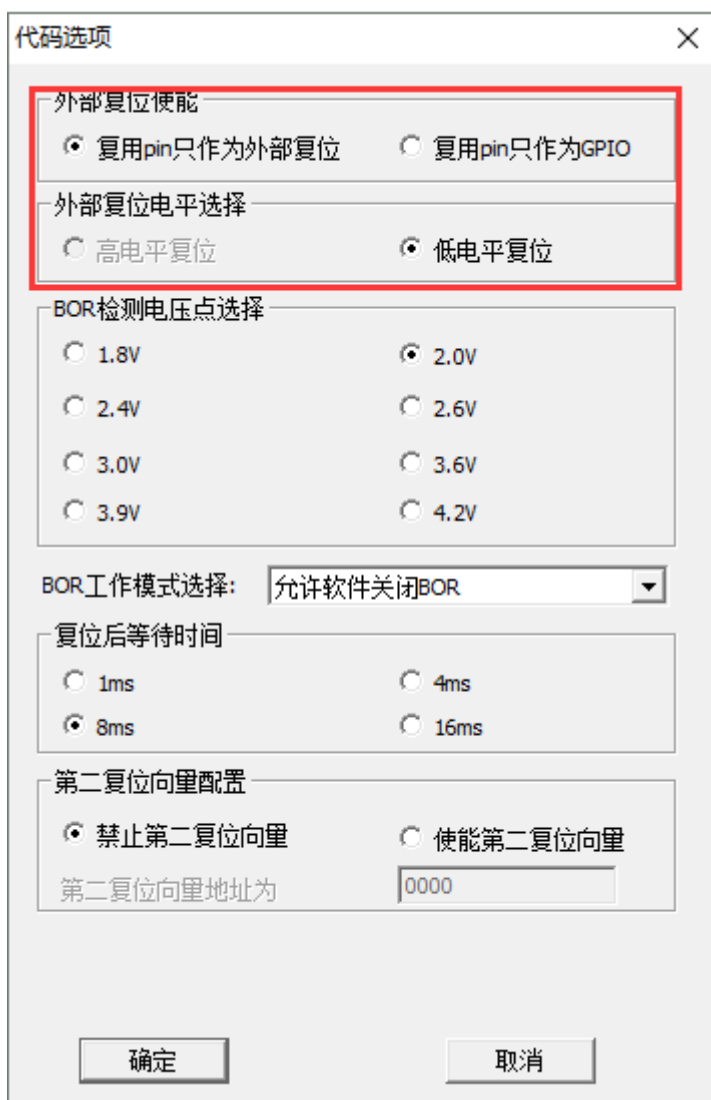 代码选项
外部复位使能
复用pin只作为外部复位 复用pin只作为GPIO
外部复位电平选择
高电平复位 低电平复位
BOR检测电压点选择
1.8V 2.0V
2.4V 2.6V
3.0V 3.6V
3.9V 4.2V
BOR工作模式选择: 允许软件关闭BOR
复位后等待时间
1ms 4ms
8ms 16ms
第二复位向量配置
禁止第二复位向量 使能第二复位向量
第二复位向量地址为 0000
确定 取消